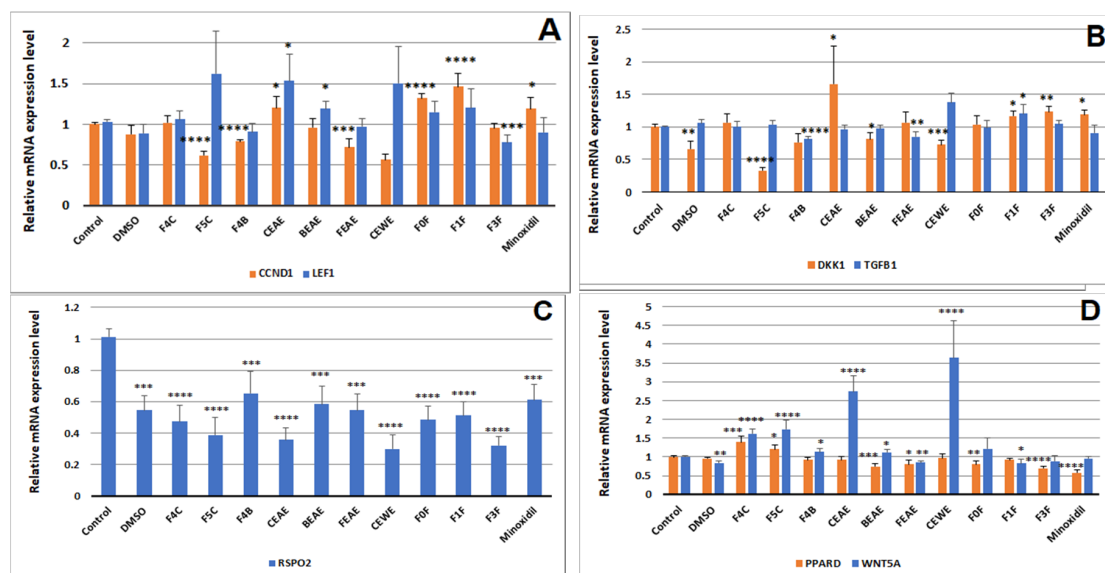 A
Relative mRNA expression level
2
1.5
1
0.5
0
**** **** * * * *** **** **** *** *
Control DMSO F4C F5C F4B CEAE BEAE FEAE CEWE F0F F1F F3F Minoxidil
CCND1 LEF1
B
Relative mRNA expression level
2.5
2
1.5
1
0.5
0
** **** **** * * ** *** * * ** *
Control DMSO F4C F5C F4B CEAE BEAE FEAE CEWE F0F F1F F3F Minoxidil
DKK1 TGFB1
C
Relative mRNA expression level
1.2
1
0.8
0.6
0.4
0.2
0
*** **** **** *** **** *** *** **** **** **** **** ***
Control DMSO F4C F5C F4B CEAE BEAE FEAE CEWE F0F F1F F3F Minoxidil
RSPO2
D
Relative mRNA expression level
5
4.5
4
3.5
3
2.5
2
1.5
1
0.5
0
** *** **** * **** * **** *** * * ** **** ** * **** ****
Control DMSO F4C F5C F4B CEAE BEAE FEAE CEWE F0F F1F F3F Minoxidil
PPARD WNT5A